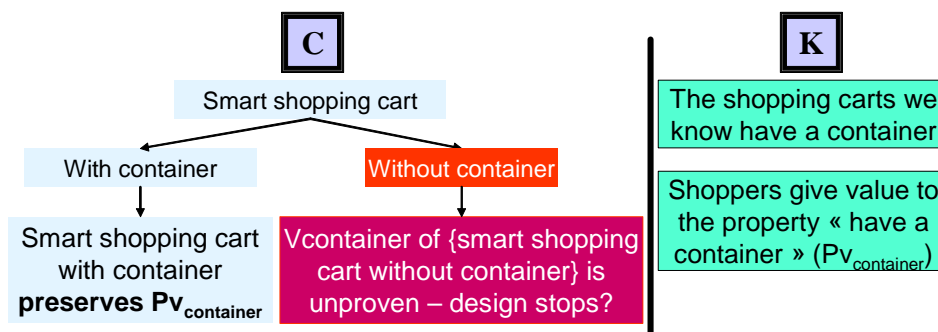 C
Smart shopping cart
With container
Without container
Smart shopping cart
with container
preserves Pvcontainer
Vcontainer of {smart shopping
cart without container} is
unproven – design stops?
K
The shopping carts we
know have a container
Shoppers give value to
the property « have a
container » (Pvcontainer)